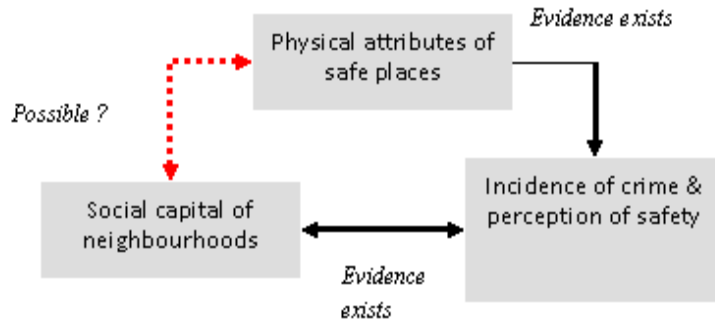 Evidence exists
Physical attributes of
safe places
Possible ?
Incidence of crime &
perception of safety
Social capital of
neighbourhoods
Evidence
exists